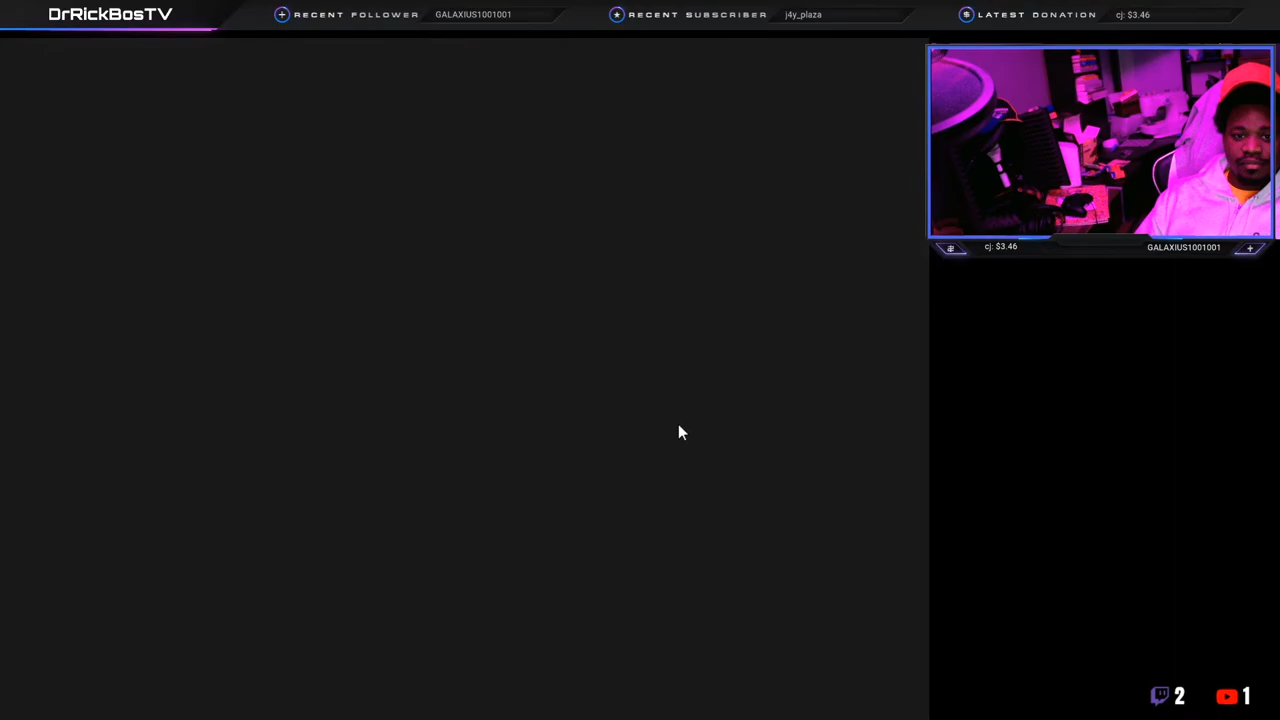 DrRickBosTV
RECENT FOLLOWER GALAXIUS1001001
RECENT SUBSCRIBER j4y_plaza
LATEST DONATION cj: $3.46
cj: $3.46 GALAXIUS1001001
2 1